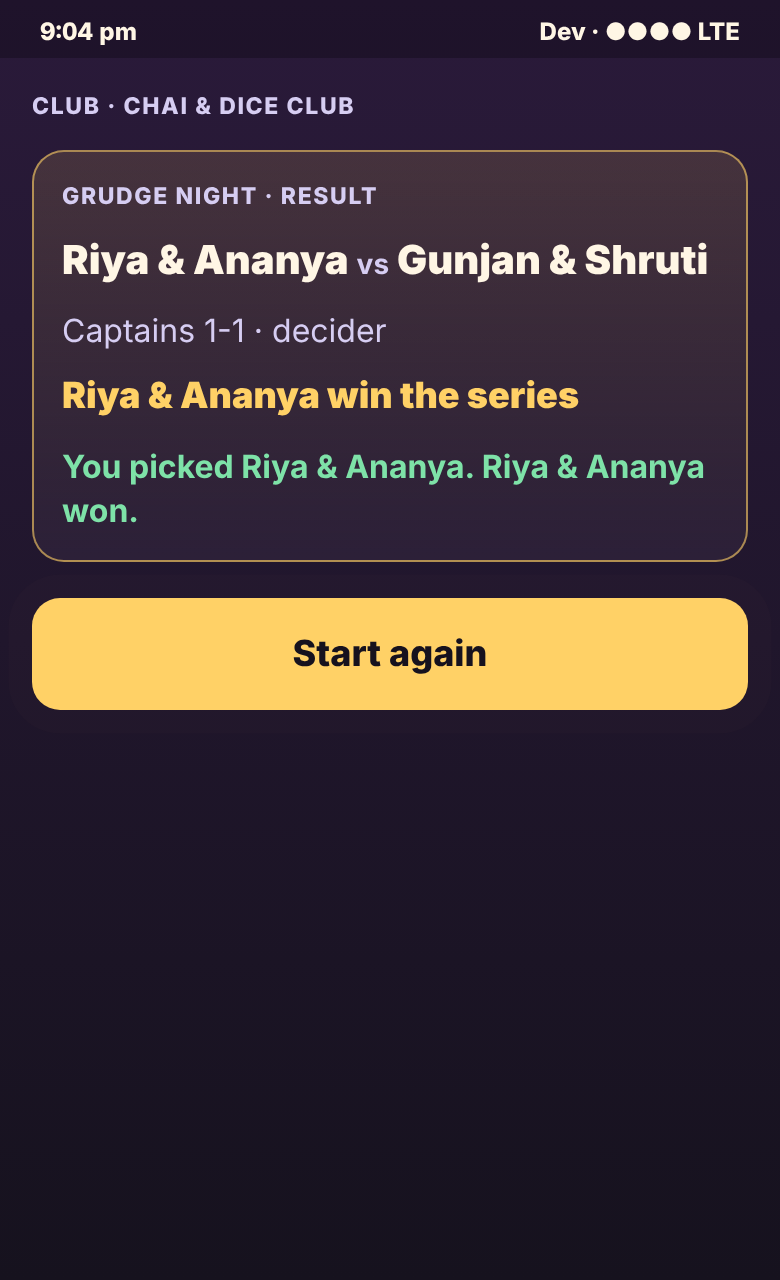 9:04 pm
Dev · ●●●● LTE
CLUB · CHAI & DICE CLUB
GRUDGE NIGHT · RESULT
Riya & Ananya vs Gunjan & Shruti
Captains 1-1 · decider
Riya & Ananya win the series
You picked Riya & Ananya. Riya & Ananya
won.
Start again